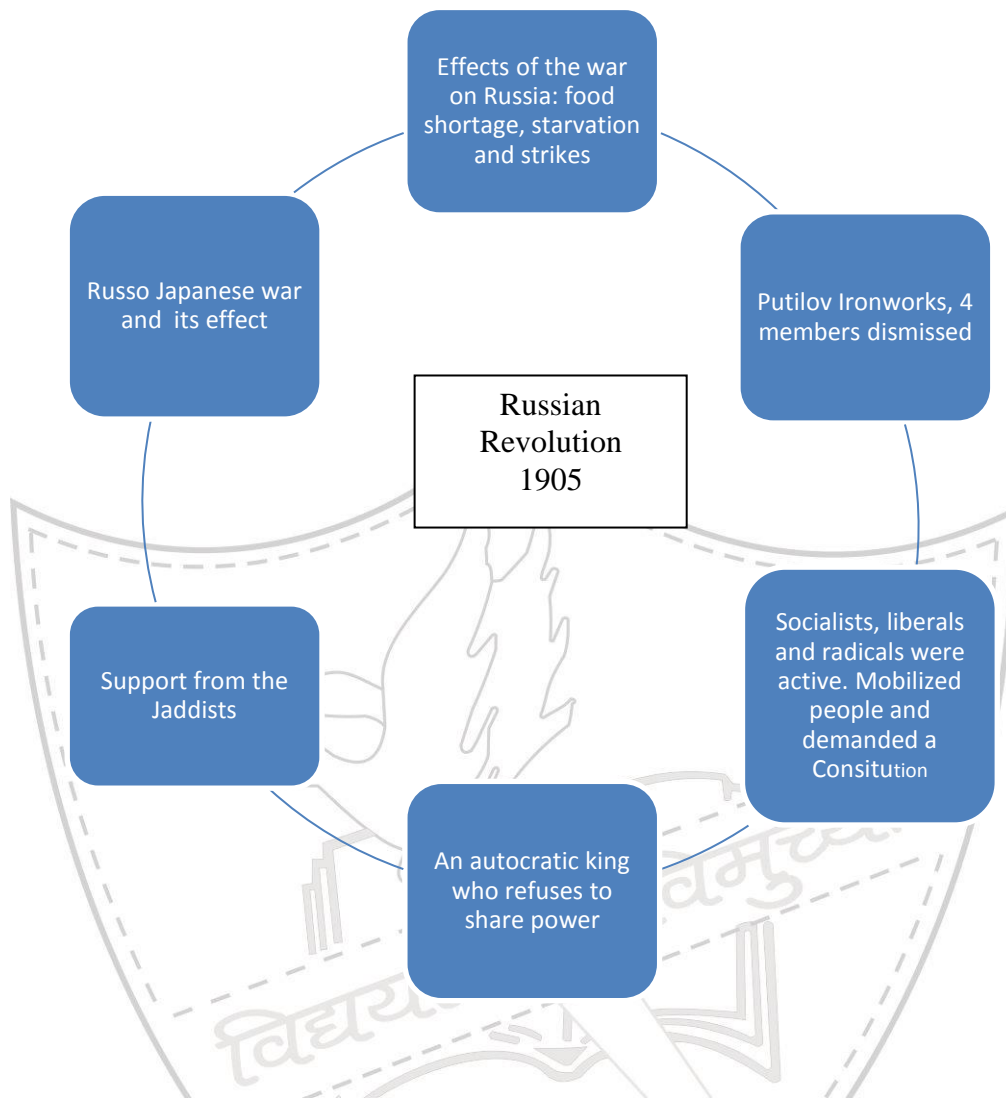 Effects of the war
on Russia: food
shortage, starvation
and strikes
Russo Japanese war
and its effect
Putilov Ironworks, 4
members dismissed
Russian
Revolution
1905
Support from the
Jaddists
Socialists, liberals
and radicals were
active. Mobilized
people and
demanded a
Consitution
An autocratic king
who refuses to
share power